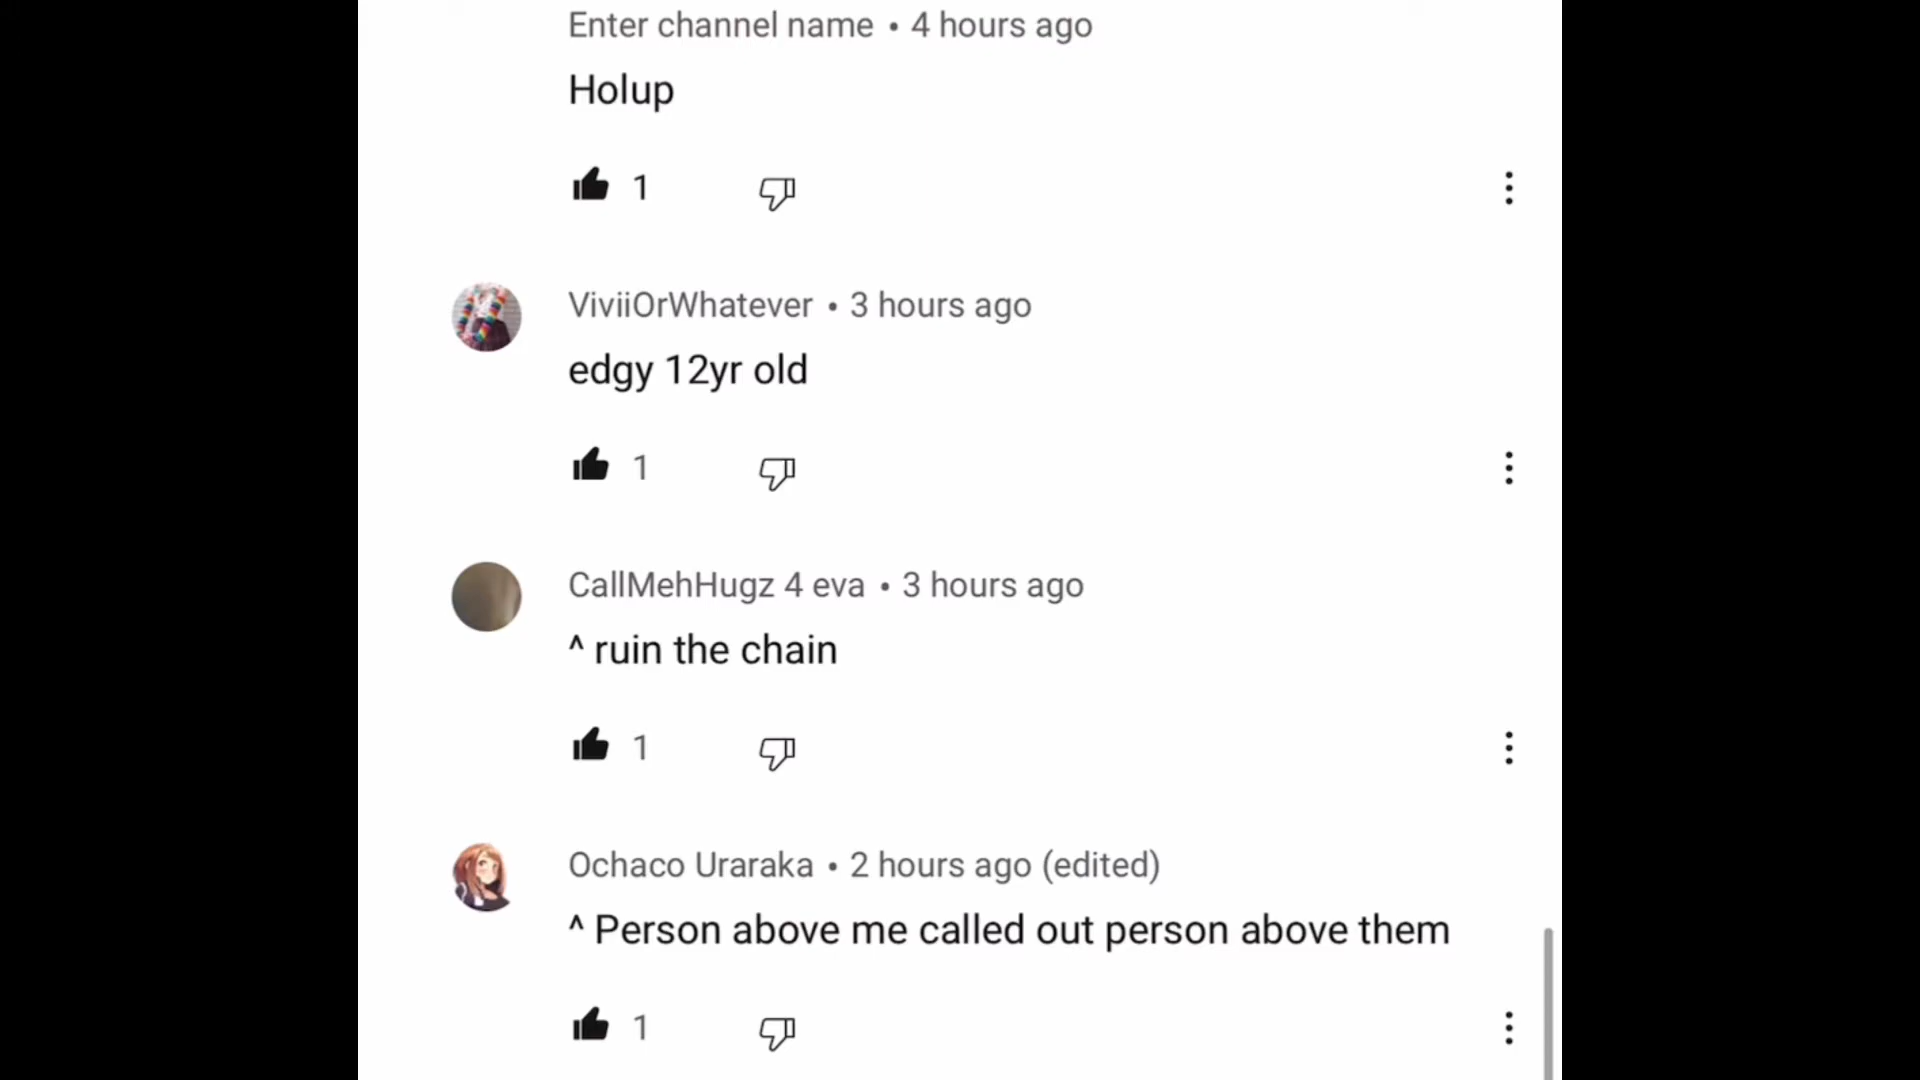 Enter channel name • 4 hours ago
Holup
1
ViviiOrWhatever • 3 hours ago
edgy 12yr old
1
CallMehHugz 4 eva • 3 hours ago
^ ruin the chain
1
Ochaco Uraraka • 2 hours ago (edited)
^ Person above me called out person above them
1